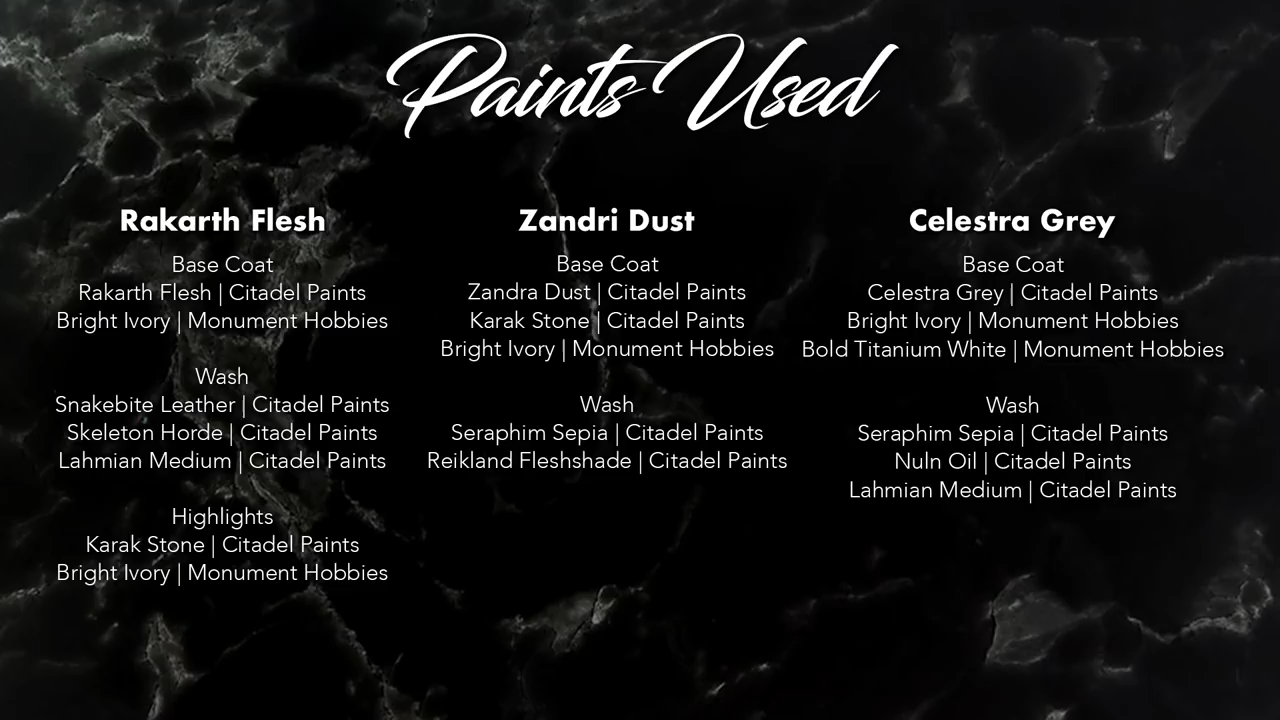 Paints Used
Rakarth Flesh
Base Coat
Rakarth Flesh | Citadel Paints
Bright Ivory | Monument Hobbies
Wash
Snakebite Leather | Citadel Paints
Skeleton Horde | Citadel Paints
Lahmian Medium | Citadel Paints
Highlights
Karak Stone | Citadel Paints
Bright Ivory | Monument Hobbies
Zandri Dust
Base Coat
Zandra Dust | Citadel Paints
Karak Stone | Citadel Paints
Bright Ivory | Monument Hobbies
Wash
Seraphim Sepia | Citadel Paints
Reikland Fleshshade | Citadel Paints
Celestra Grey
Base Coat
Celestra Grey | Citadel Paints
Bright Ivory | Monument Hobbies
Bold Titanium White | Monument Hobbies
Wash
Seraphim Sepia | Citadel Paints
Nuln Oil | Citadel Paints
Lahmian Medium | Citadel Paints